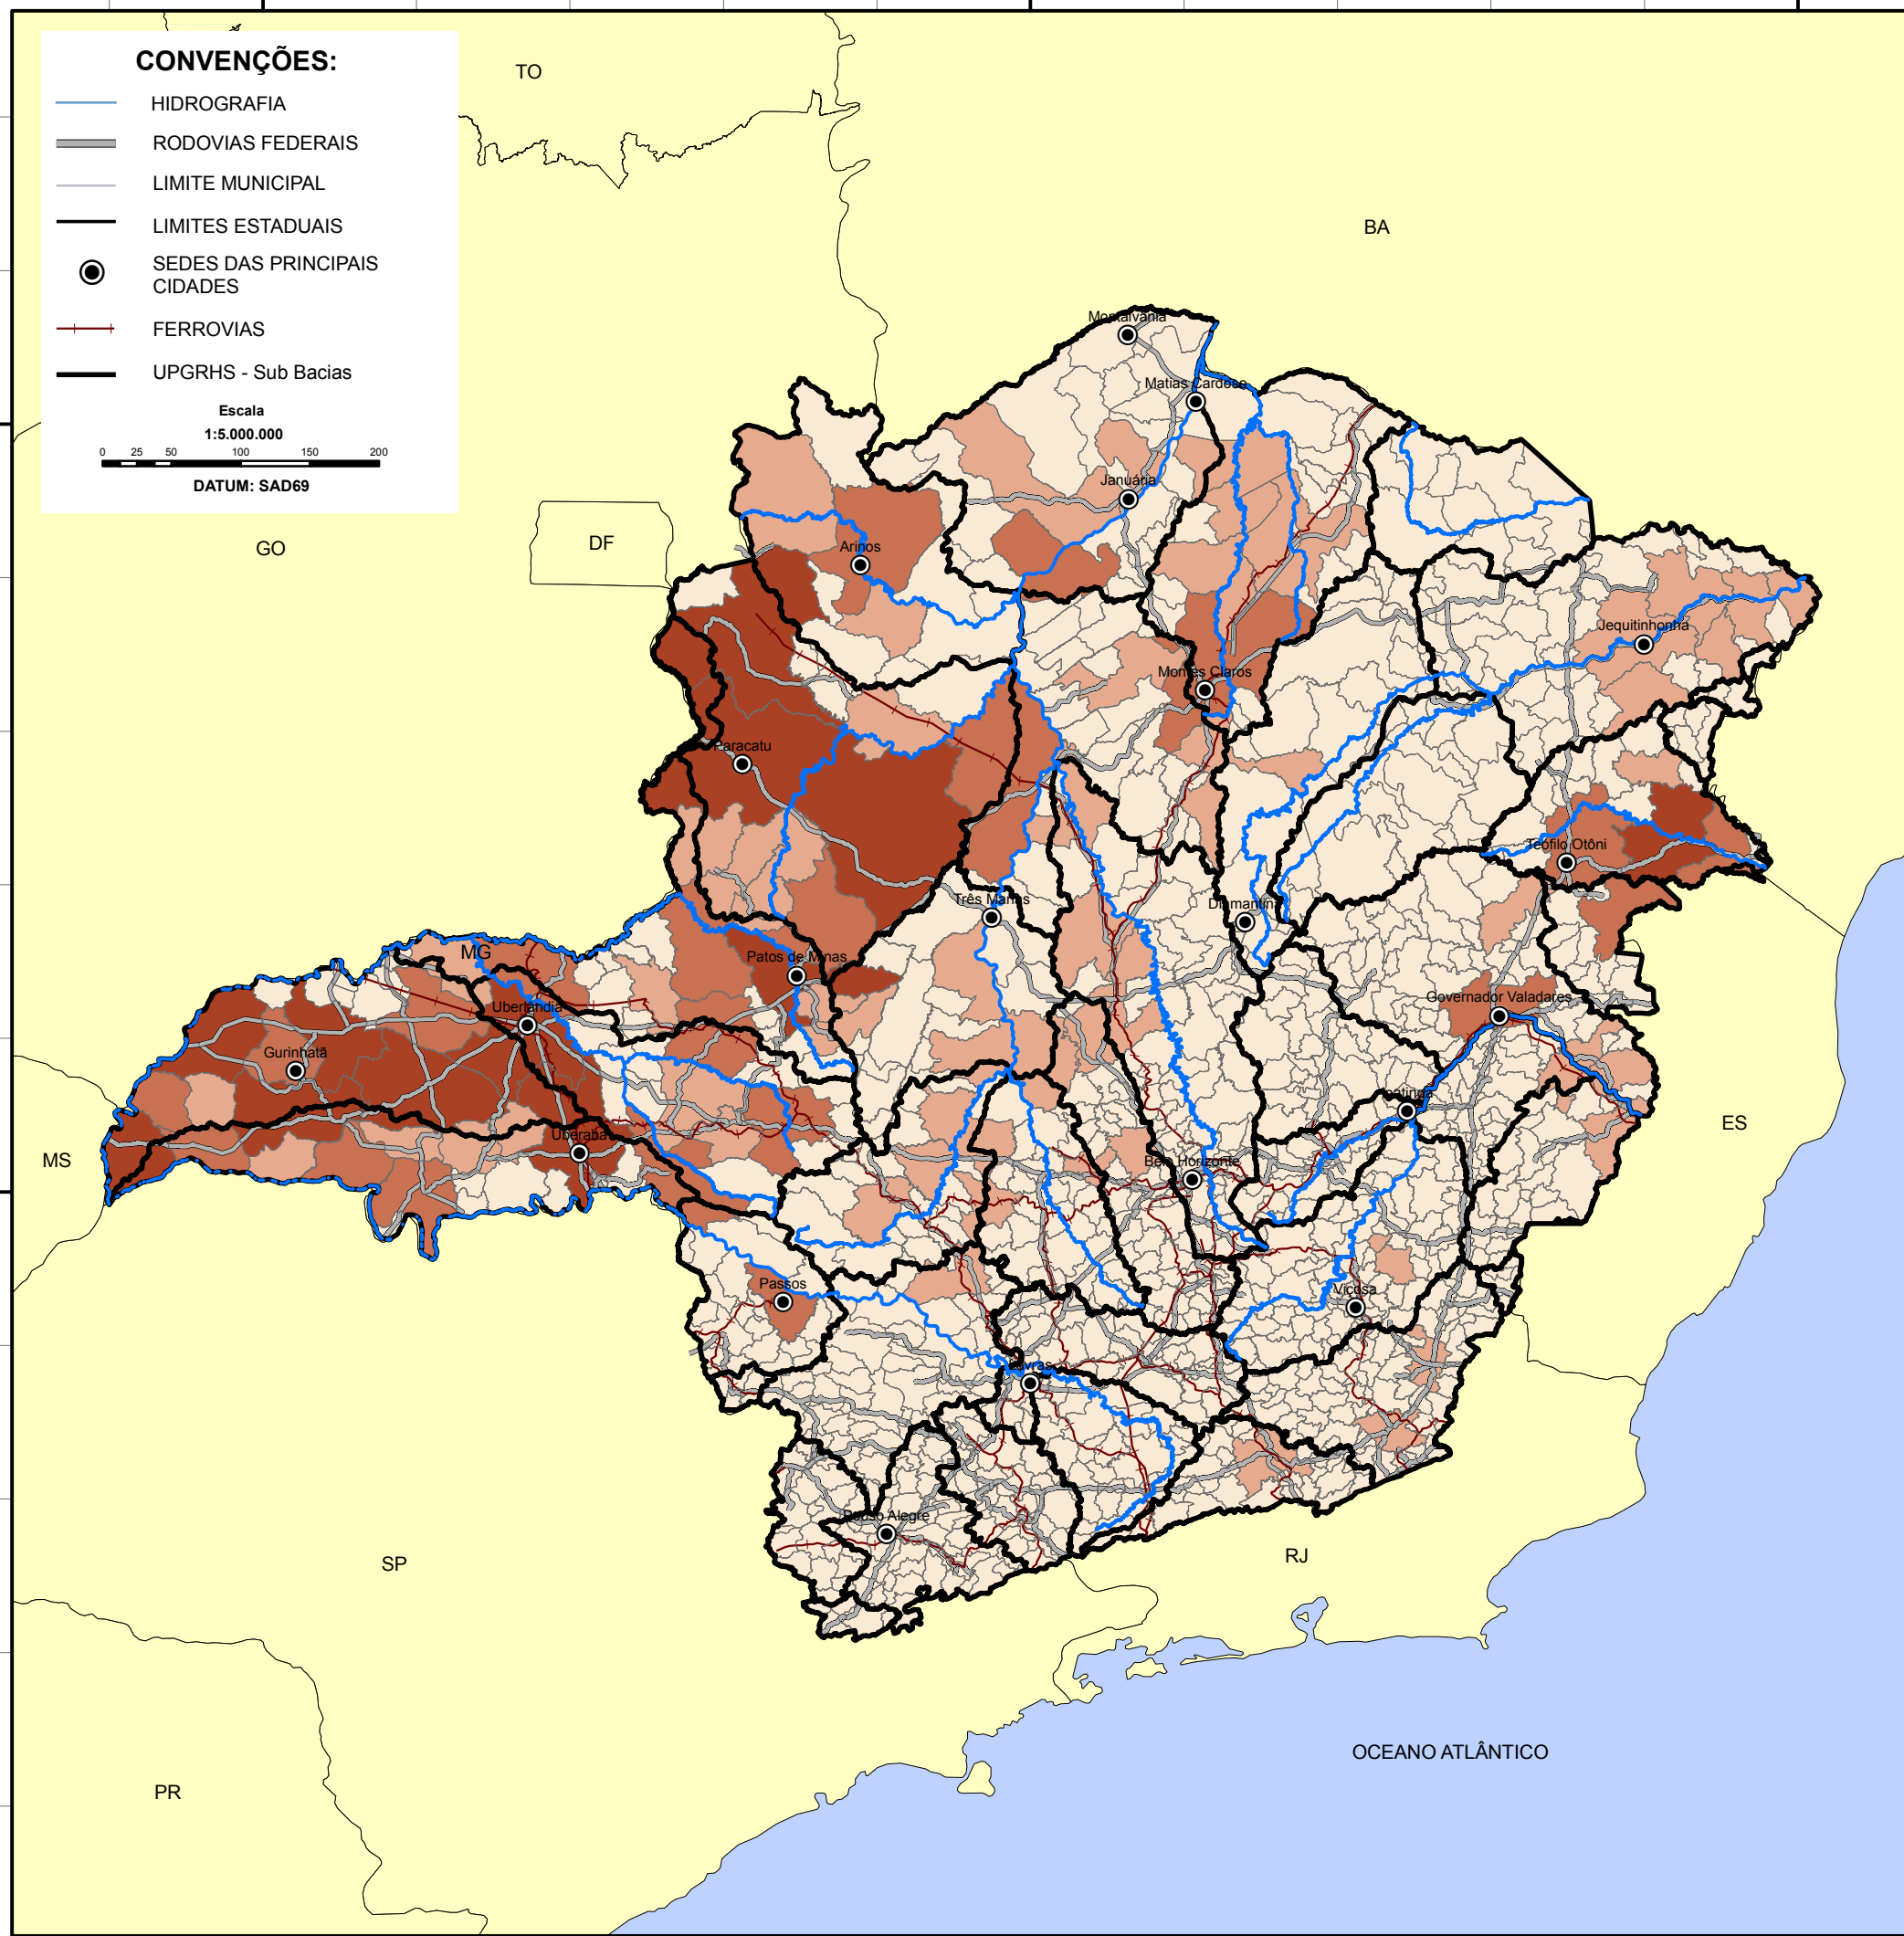 CONVENÇÕES:
HIDROGRAFIA
RODOVIAS FEDERAIS
LIMITE MUNICIPAL
LIMITES ESTADUAIS
SEDES DAS PRINCIPAIS
CIDADES
FERROVIAS
UPGRHS - Sub Bacias
Escala
1:5.000.000
0 25 50 100 150 200
DATUM: SAD69
TO
BA
GO
DF
Montalvânia
Matias Cardoso
Januária
Arinos
Jequitinhonha
Montes Claros
Paracatu
Teófilo Otôni
Três Marias
Diamantina
MG
Patos de Minas
Governador Valadares
Uberlândia
Gurinhatã
Ipatinga
ES
MS
Uberaba
Belo Horizonte
Passos
Viçosa
Lavras
Pouso Alegre
SP
RJ
OCEANO ATLÂNTICO
PR